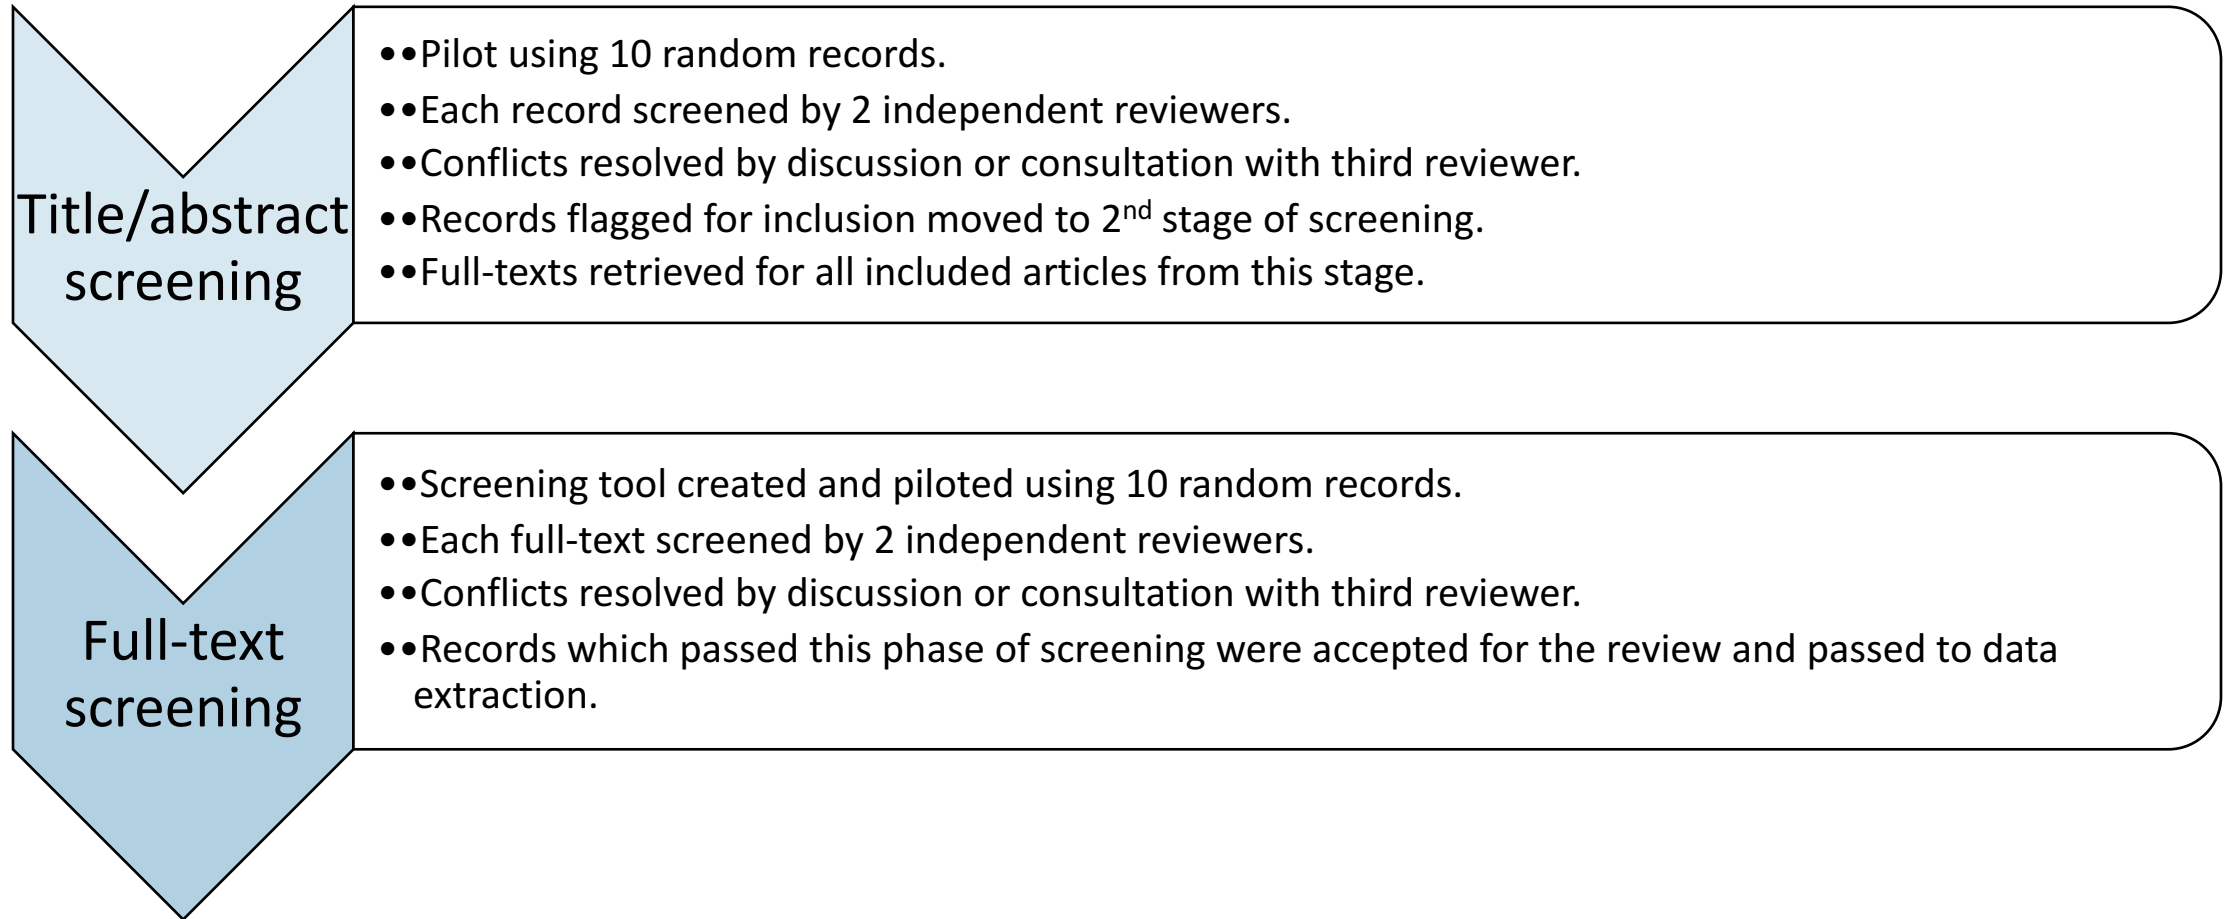 Title/abstract
screening
••Pilot using 10 random records.
••Each record screened by 2 independent reviewers.
••Conflicts resolved by discussion or consultation with third reviewer.
••Records flagged for inclusion moved to 2nd stage of screening.
••Full-texts retrieved for all included articles from this stage.
Full-text
screening
••Screening tool created and piloted using 10 random records.
••Each full-text screened by 2 independent reviewers.
••Conflicts resolved by discussion or consultation with third reviewer.
••Records which passed this phase of screening were accepted for the review and passed to data
extraction.